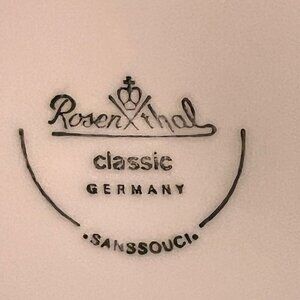 Rosenthal
classic
GERMANY
·SANSSOUCI·